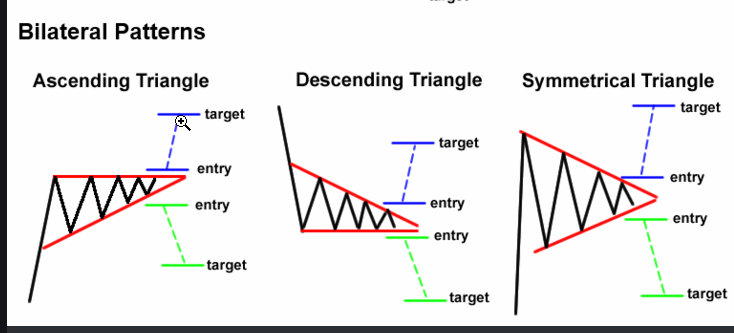 target
Bilateral Patterns
Ascending Triangle
Descending Triangle
Symmetrical Triangle
target
entry
entry
target
target
entry
entry
target
target
entry
entry
target